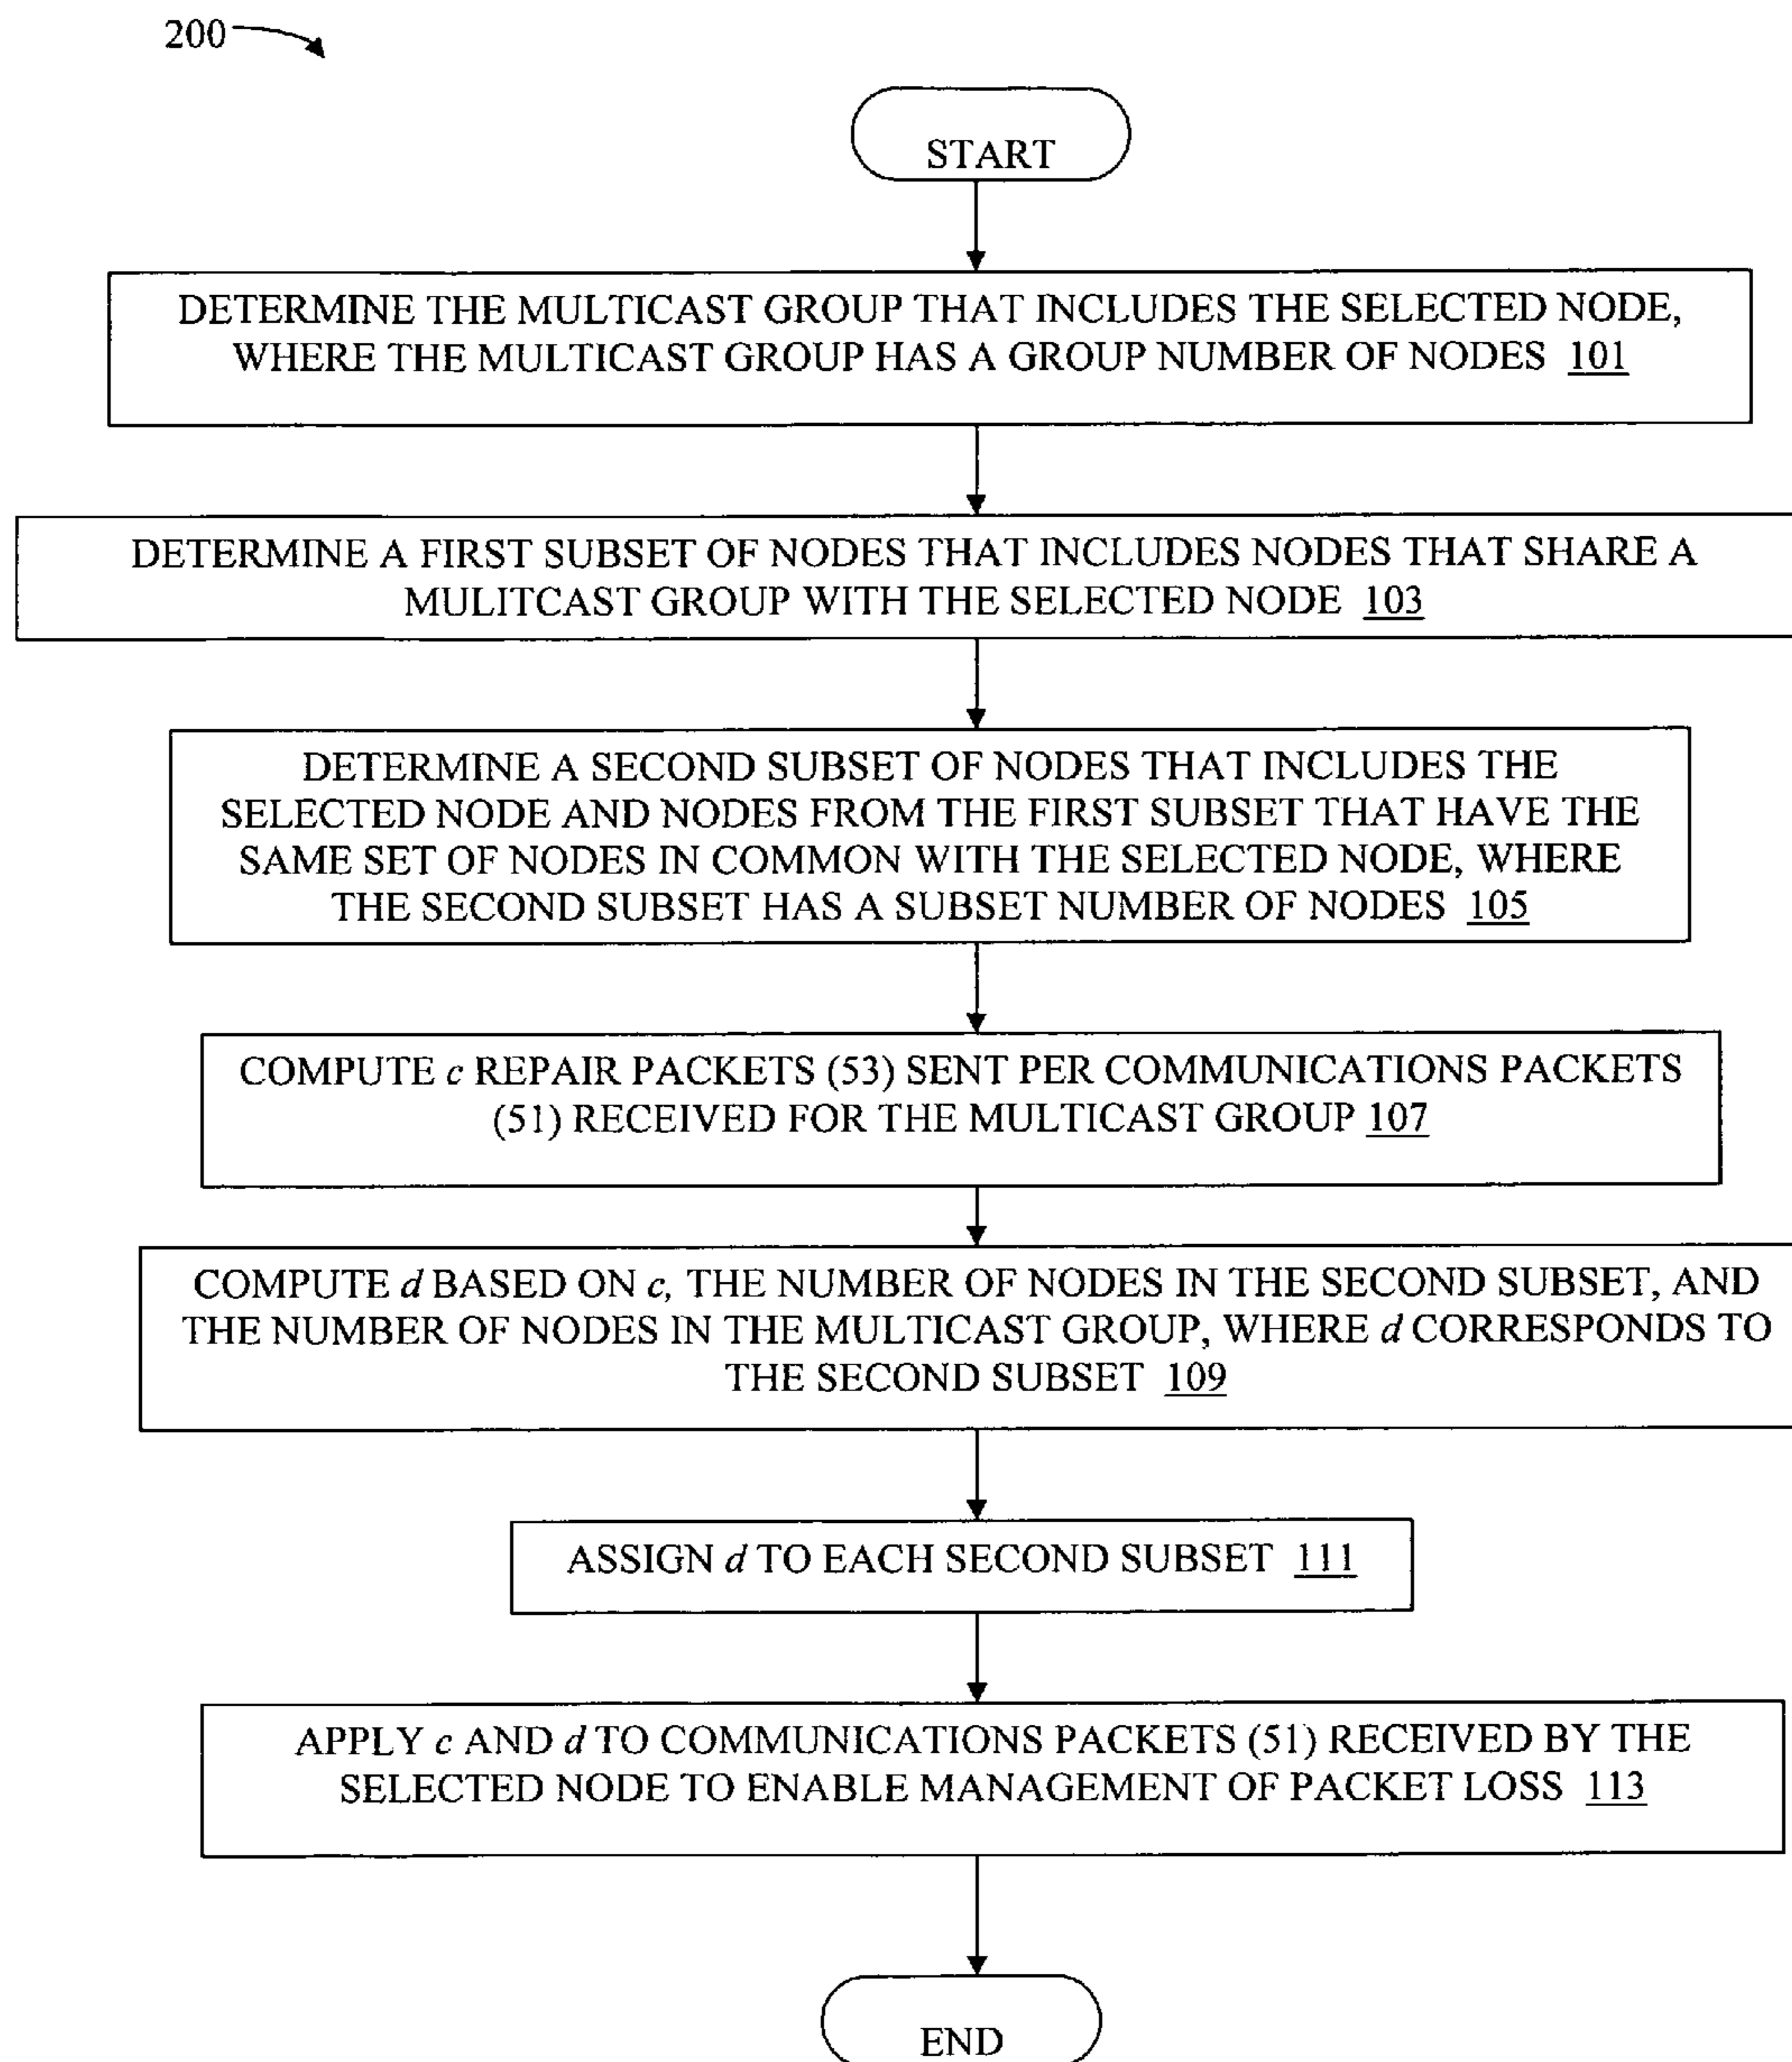 200
START
DETERMINE THE MULTICAST GROUP THAT INCLUDES THE SELECTED NODE,
WHERE THE MULTICAST GROUP HAS A GROUP NUMBER OF NODES 101
DETERMINE A FIRST SUBSET OF NODES THAT INCLUDES NODES THAT SHARE A
MULITCAST GROUP WITH THE SELECTED NODE 103
DETERMINE A SECOND SUBSET OF NODES THAT INCLUDES THE
SELECTED NODE AND NODES FROM THE FIRST SUBSET THAT HAVE THE
SAME SET OF NODES IN COMMON WITH THE SELECTED NODE, WHERE
THE SECOND SUBSET HAS A SUBSET NUMBER OF NODES 105
COMPUTE c REPAIR PACKETS (53) SENT PER COMMUNICATIONS PACKETS
(51) RECEIVED FOR THE MULTICAST GROUP 107
COMPUTE d BASED ON c, THE NUMBER OF NODES IN THE SECOND SUBSET, AND
THE NUMBER OF NODES IN THE MULTICAST GROUP, WHERE d CORRESPONDS TO
THE SECOND SUBSET 109
ASSIGN d TO EACH SECOND SUBSET 111
APPLY c AND d TO COMMUNICATIONS PACKETS (51) RECEIVED BY THE
SELECTED NODE TO ENABLE MANAGEMENT OF PACKET LOSS 113
END